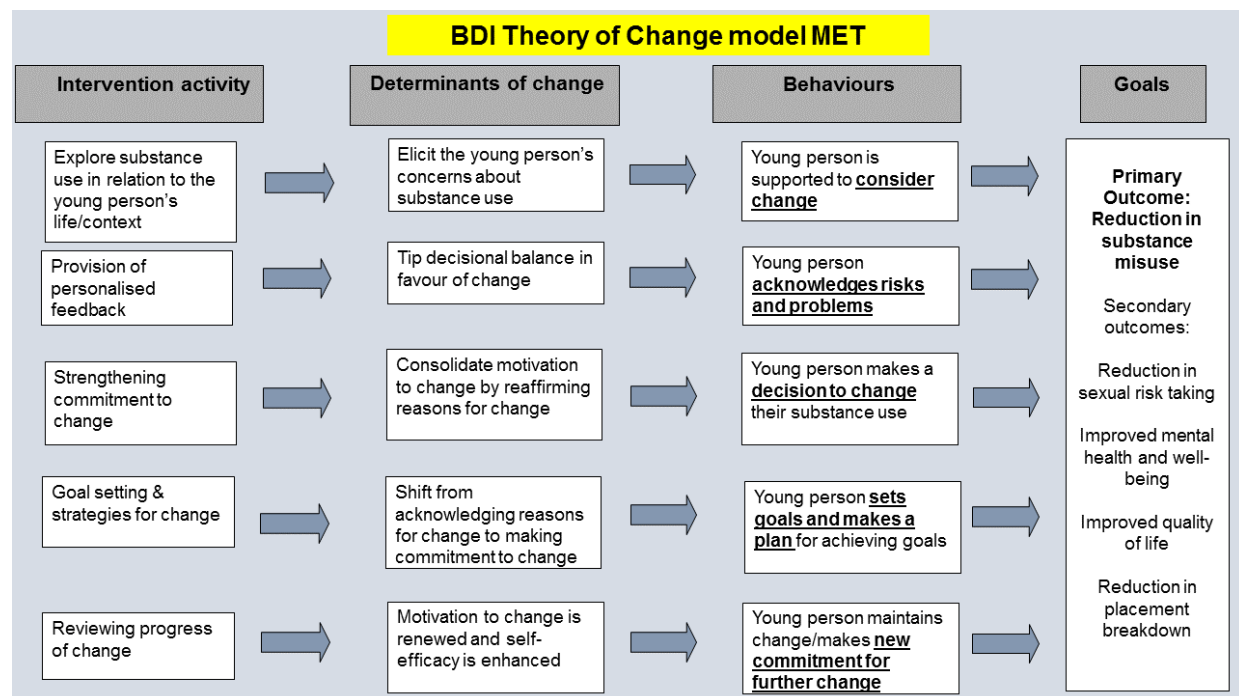 BDI Theory of Change model MET
Intervention activity
Determinants of change
Behaviours
Goals
Explore substance
use in relation to the
young person's
life/context
Elicit the young person's
concerns about
substance use
Young person is
supported to consider
change
Provision of
personalised
feedback
Tip decisional balance in
favour of change
Young person
acknowledges risks
and problems
Strengthening
commitment to
change
Consolidate motivation
to change by reaffirming
reasons for change
Young person makes a
decision to change
their substance use
Goal setting &
strategies for change
Shift from
acknowledging reasons
for change to making
commitment to change
Young person sets
goals and makes a
plan for achieving goals
Reviewing progress
of change
Motivation to change is
renewed and self-
efficacy is enhanced
Young person maintains
change/makes new
commitment for
further change
Primary
Outcome:
Reduction in
substance
misuse
Secondary
outcomes:
Reduction in
sexual risk taking
Improved mental
health and well-
being
Improved quality
of life
Reduction in
placement
breakdown